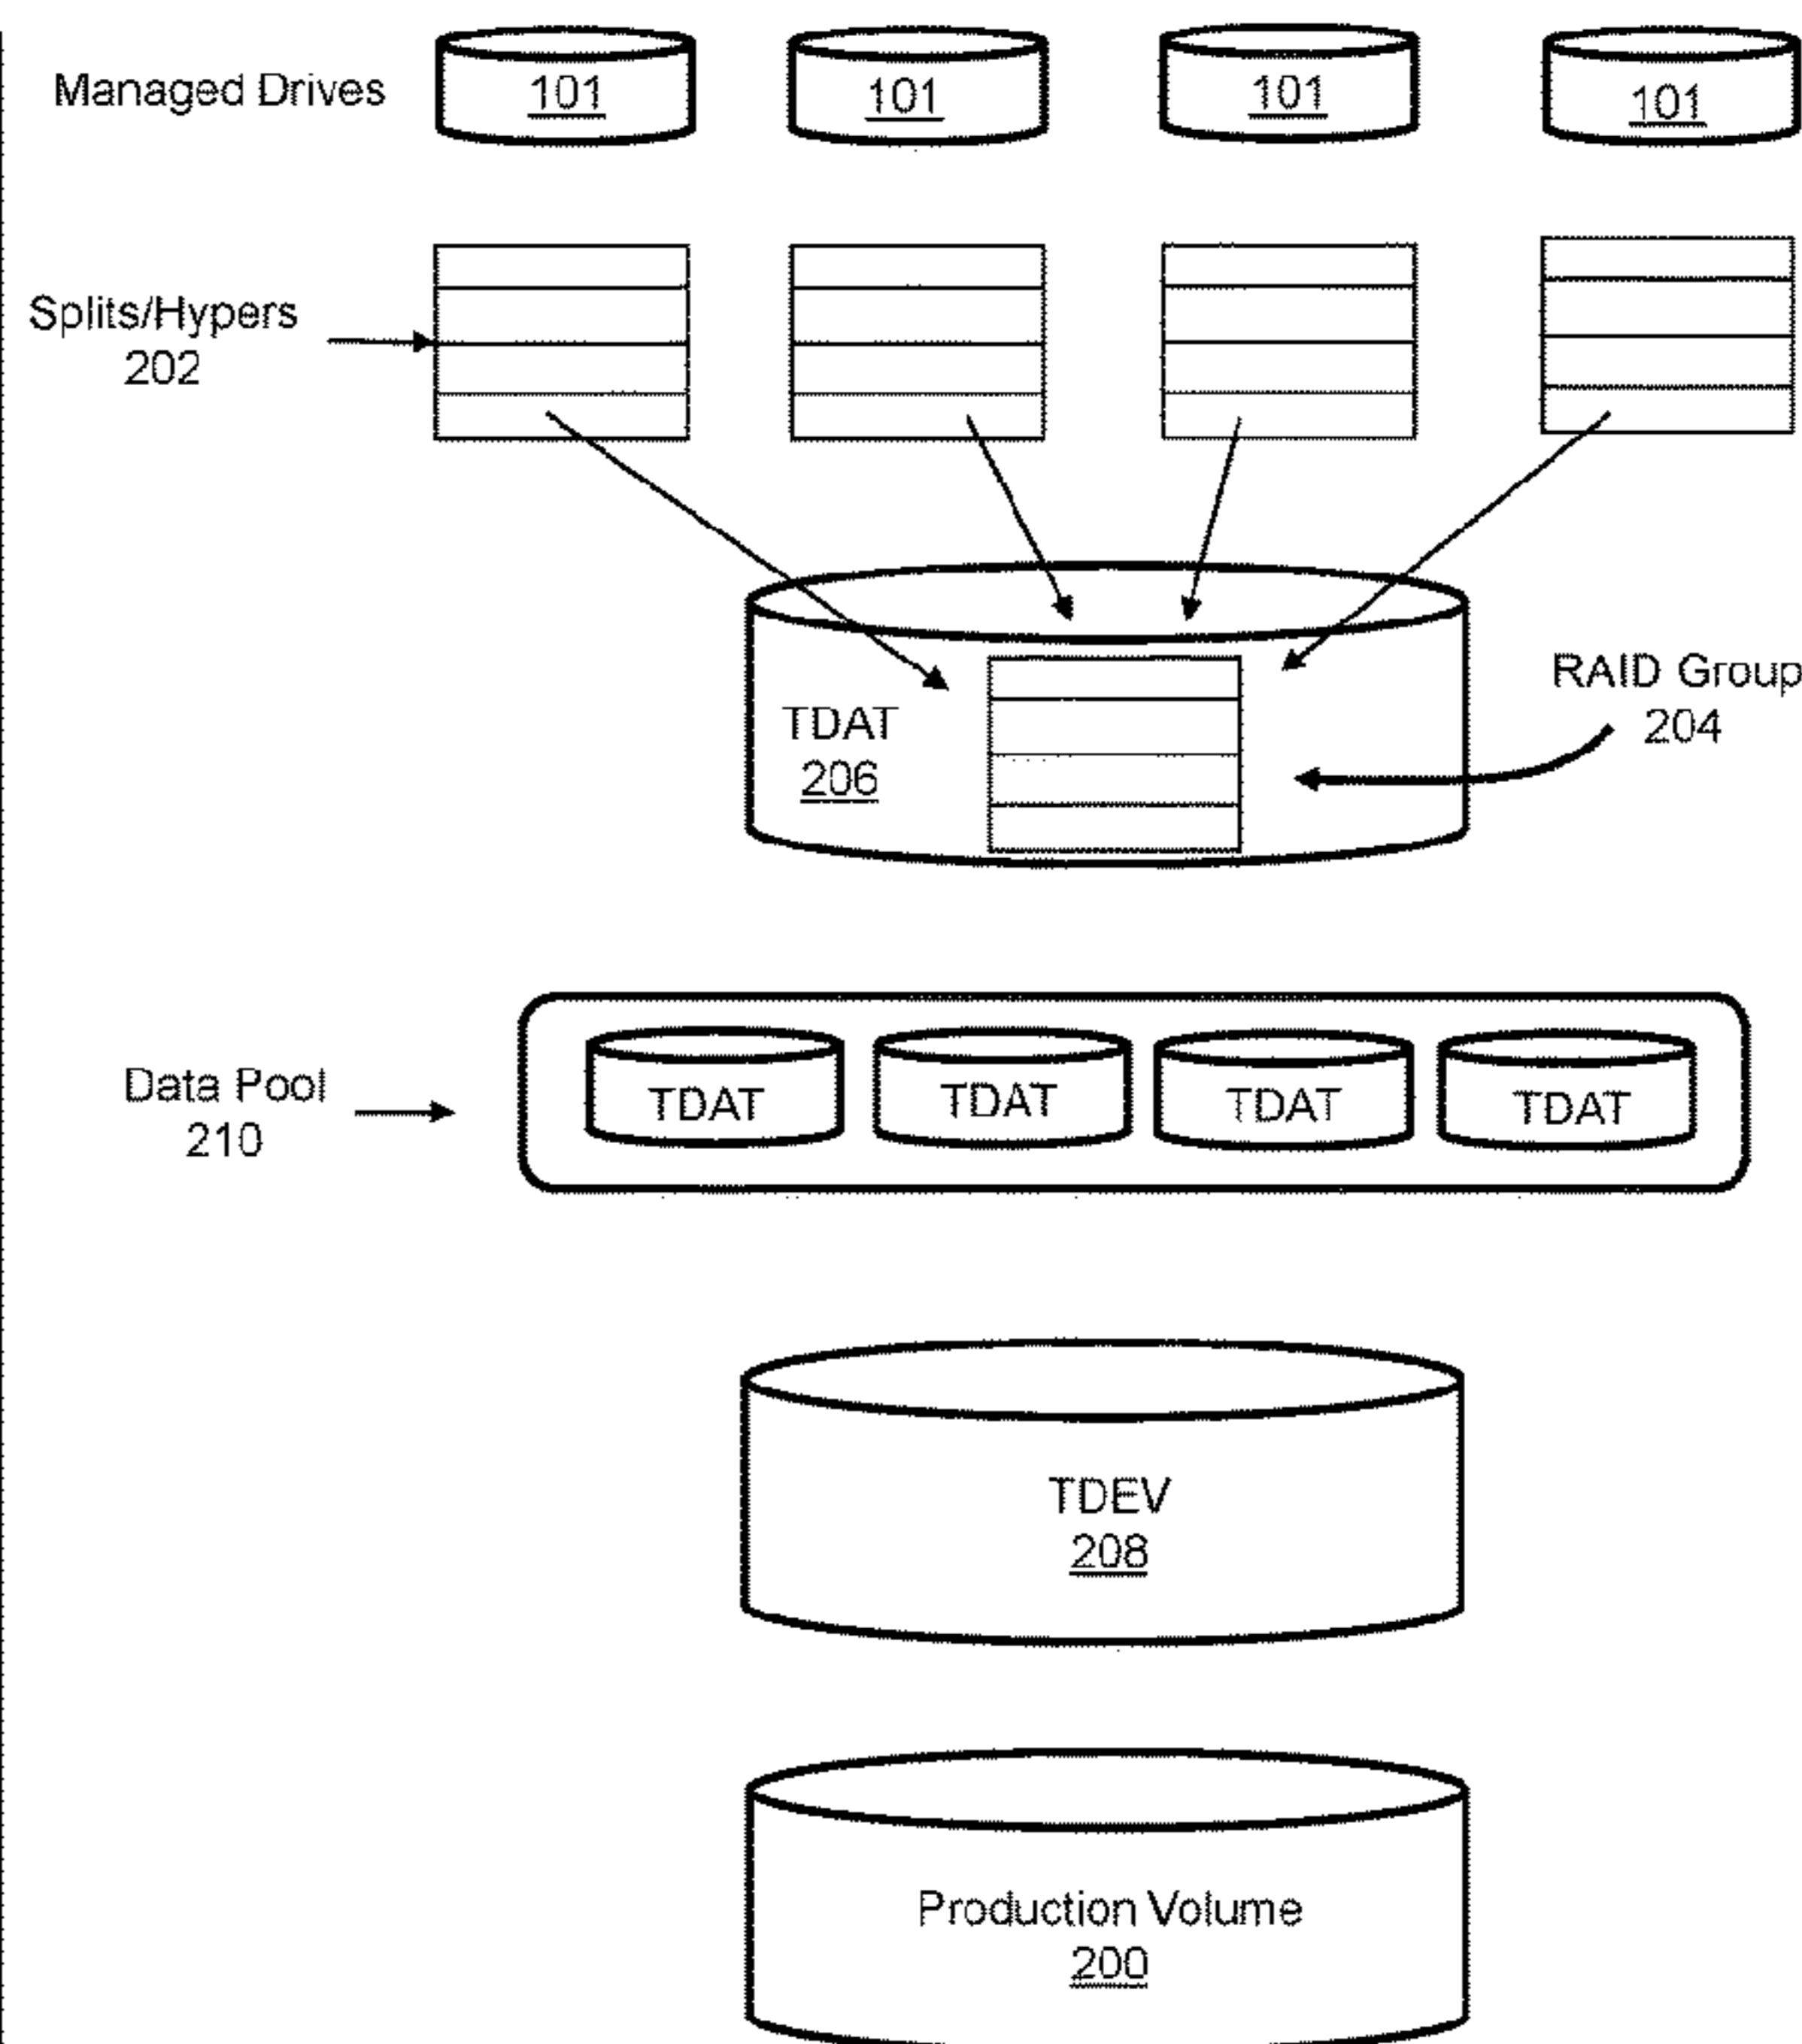 Managed Drives
101
101
101
101
Splits/Hypers
202
RAID Group
204
TDAT
206
Data Pool
210
TDAT
TDAT
TDAT
TDAT
TDEV
208
Production Volume
200